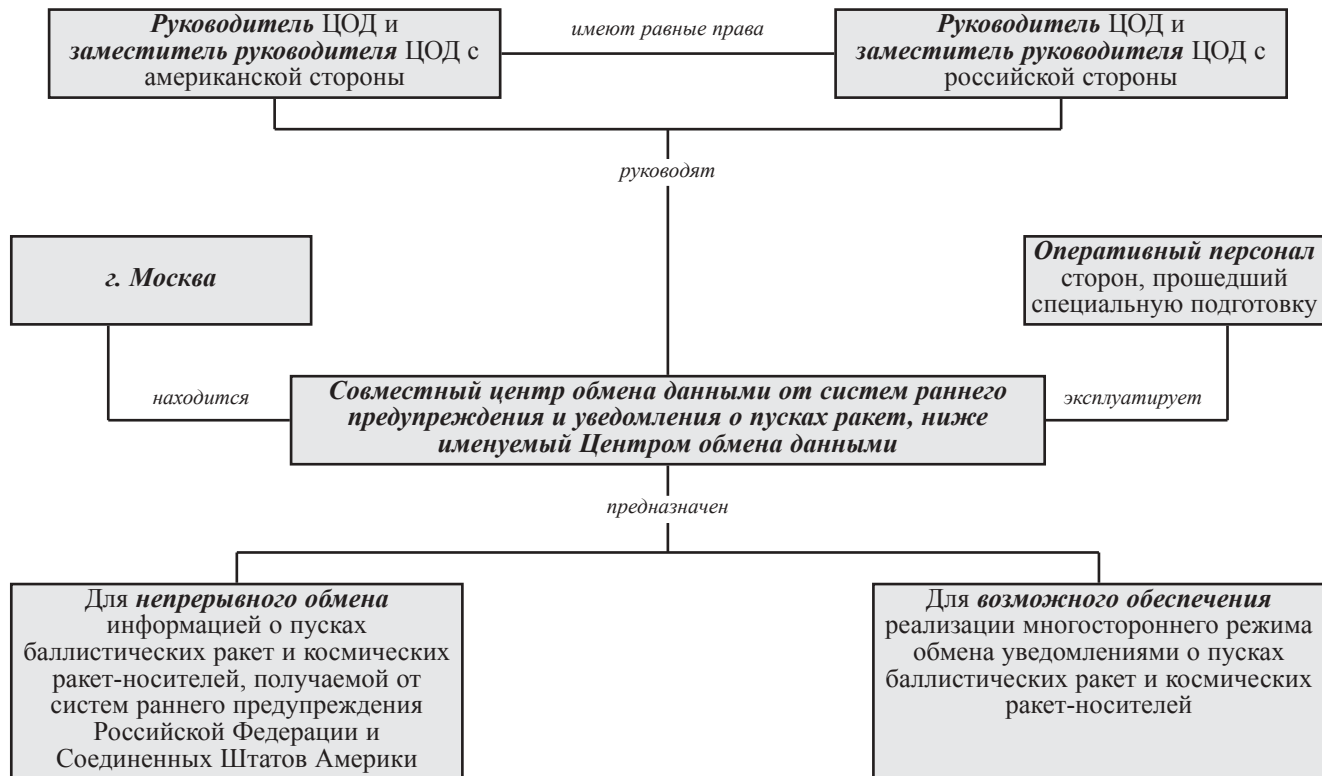 Руководитель ЦОД и
заместитель руководителя ЦОД с
американской стороны
имеют равные права
Руководитель ЦОД и
заместитель руководителя ЦОД с
российской стороны
руководят
г. Москва
Оперативный персонал
сторон, прошедший
специальную подготовку
находится
Совместный центр обмена данными от систем раннего
предупреждения и уведомления о пусках ракет, ниже
именуемый Центром обмена данными
эксплуатирует
предназначен
Для непрерывного обмена
информацией о пусках
баллистических ракет и космических
ракет-носителей, получаемой от
систем раннего предупреждения
Российской Федерации и
Соединенных Штатов Америки
Для возможного обеспечения
реализации многостороннего режима
обмена уведомлениями о пусках
баллистических ракет и космических
ракет-носителей